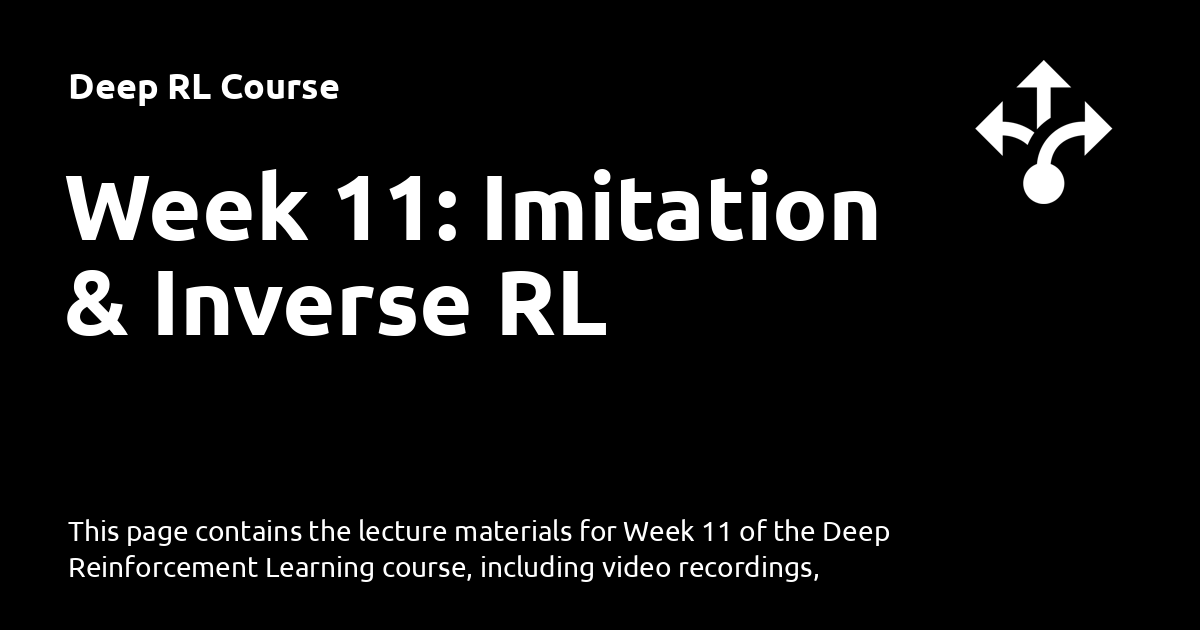 Deep RL Course
Week 11: Imitation
& Inverse RL
This page contains the lecture materials for Week 11 of the Deep
Reinforcement Learning course, including video recordings,